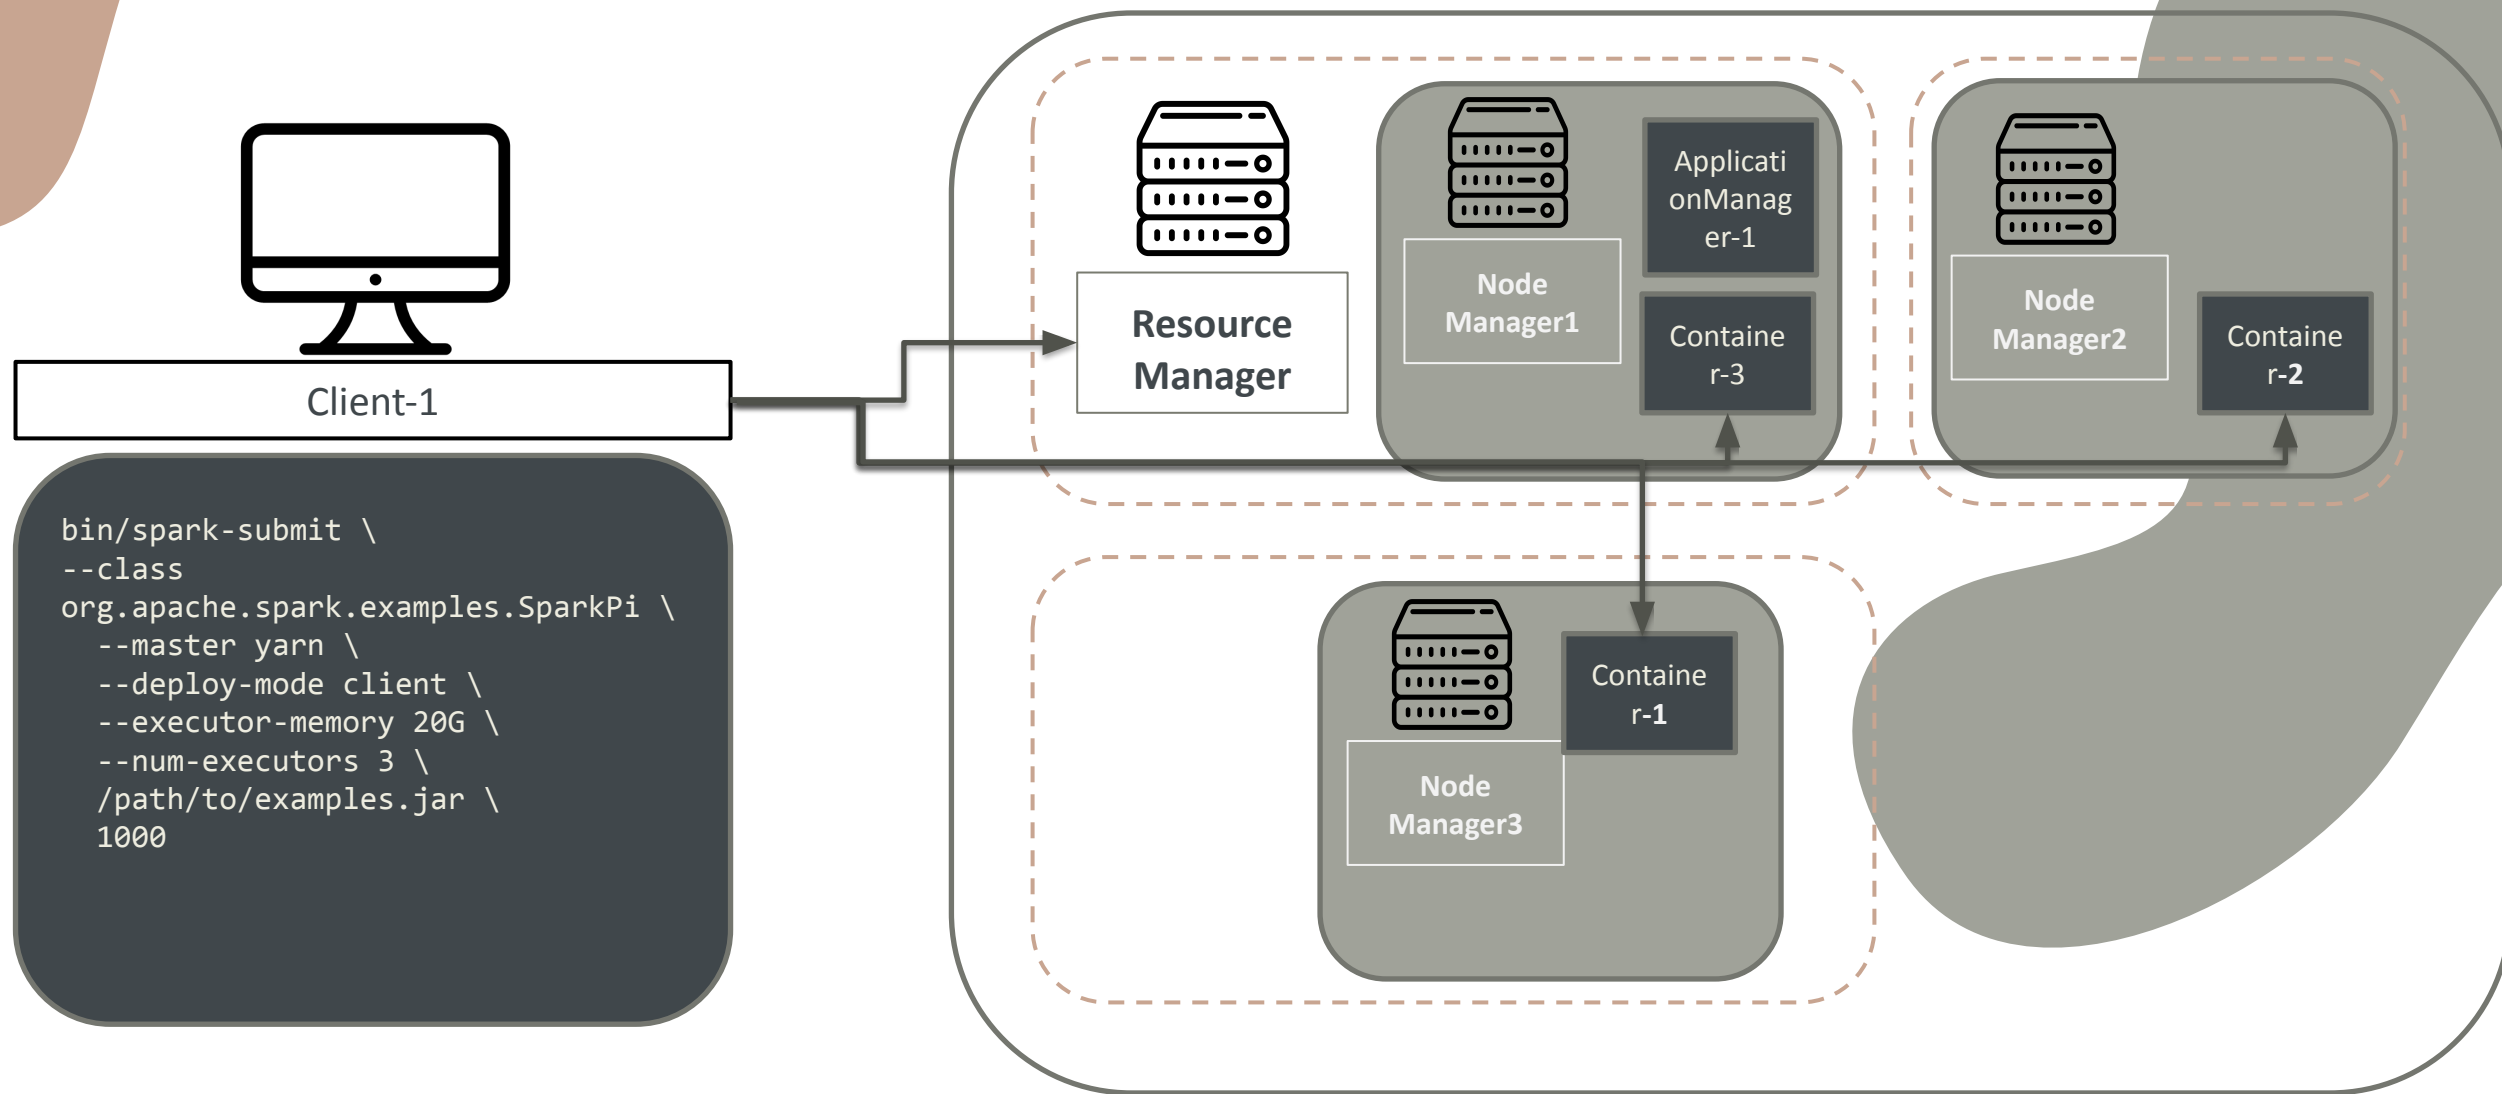 Client-1
bin/spark-submit \
--class
org.apache.spark.examples.SparkPi \
--master yarn \
--deploy-mode client \
--executor-memory 20G \
--num-executors 3 \
/path/to/examples.jar \
1000
Resource
Manager
Node
Manager1
Applicati
onManag
er-1
Containe
r-3
Node
Manager2
Containe
r-2
Node
Manager3
Containe
r-1